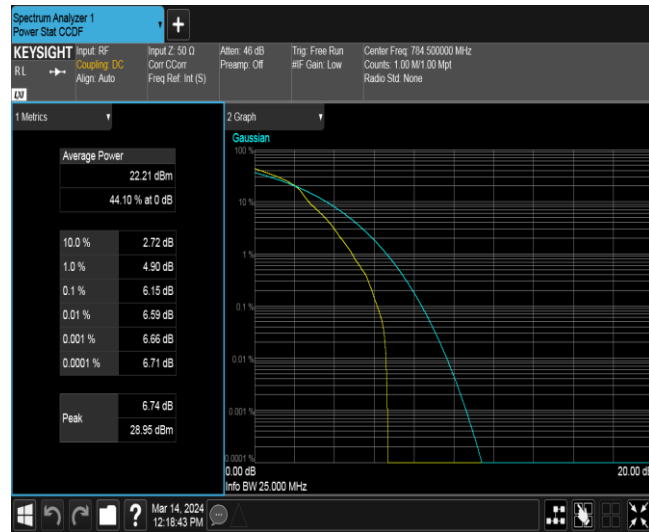 Spectrum Analyzer 1
Power Stat CCDF
KEYSIGHT
RL
LXI
Input: RF
Coupling: DC
Align: Auto
Input Z: 50 Ω
Corr CCorr
Freq Ref: Int (S)
Atten: 46 dB
Preamp: Off
Trig: Free Run
#IF Gain: Low
Center Freq: 784.500000 MHz
Counts: 1.00 M/1.00 Mpt
Radio Std: None
1 Metrics
Average Power
22.21 dBm
44.10 % at 0 dB
10.0 % 2.72 dB
1.0 % 4.90 dB
0.1 % 6.15 dB
0.01 % 6.59 dB
0.001 % 6.66 dB
0.0001 % 6.71 dB
Peak
6.74 dB
28.95 dBm
2 Graph
Gaussian
100 %
10 %
1 %
0.1 %
0.01 %
0.001 %
0.0001 %
0.00 dB
20.00 dB
Info BW 25.000 MHz
?
Mar 14, 2024
12:18:43 PM